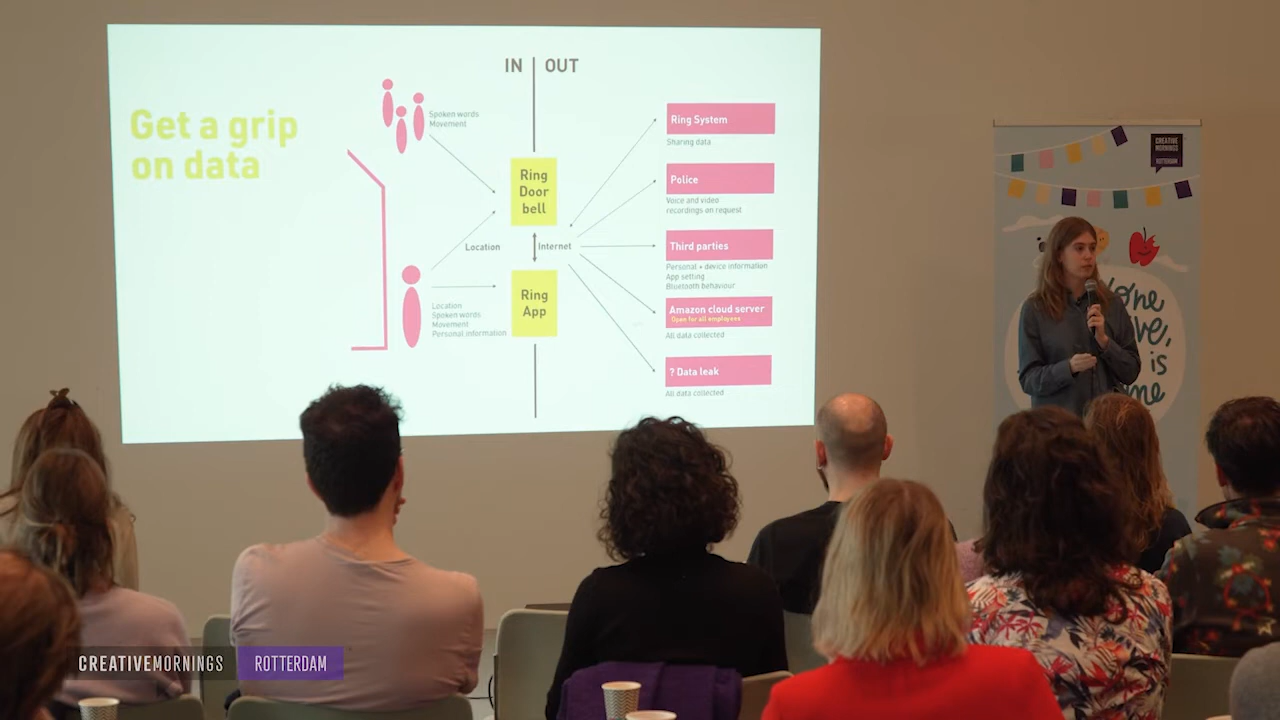 Get a grip
on data
IN | OUT
Spoken words
Movement
Ring
Door
bell
Location
Internet
Ring
App
Location
Spoken words
Movement
Personal information
Ring System
Sharing data
Police
Voice and video
recordings on request
Third parties
Personal + device information
App setting
Bluetooth behaviour
Amazon cloud server
Open for all employees
All data collected
? Data leak
All data collected
CREATIVE
MORNINGS
ROTTERDAM
is
CREATIVEMORNINGS ROTTERDAM